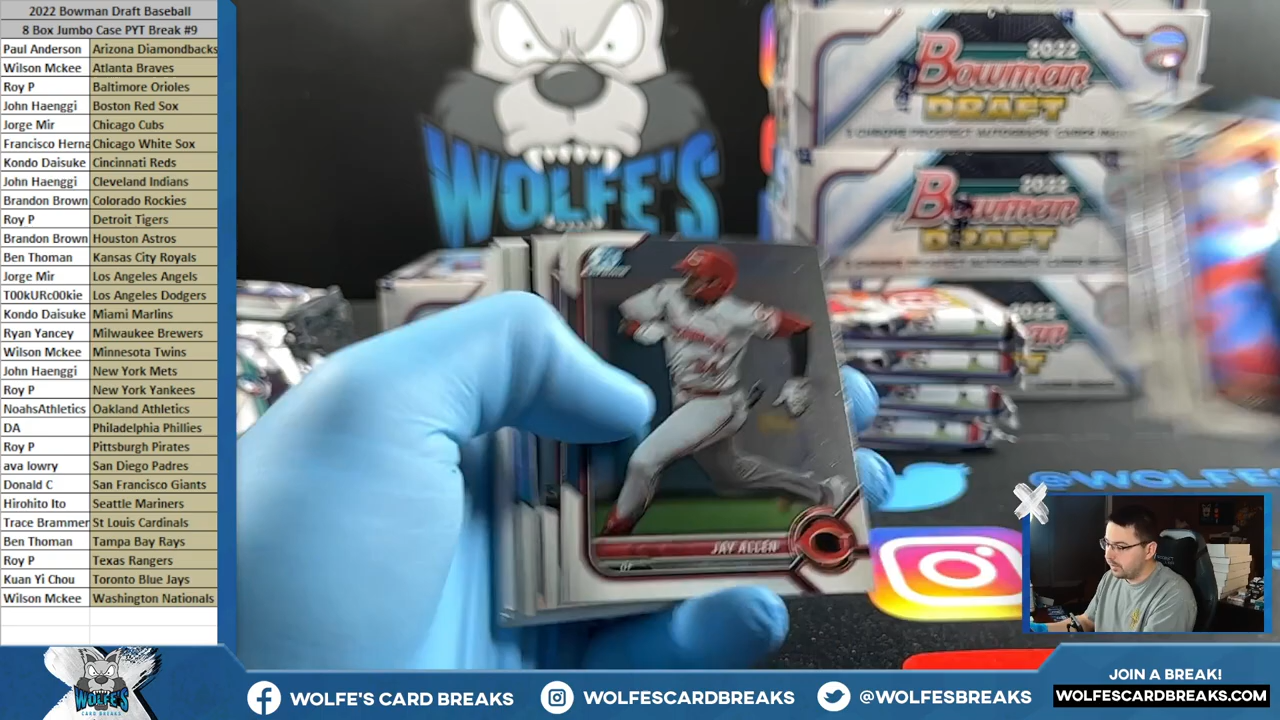 2022 Bowman Draft Baseball
8 Box Jumbo Case PYT Break #9
Paul Anderson Arizona Diamondbacks
Wilson Mckee Atlanta Braves
Roy P Baltimore Orioles
John Haenggi Boston Red Sox
Jorge Mir Chicago Cubs
Francisco Herna Chicago White Sox
Kondo Daisuke Cincinnati Reds
John Haenggi Cleveland Indians
Brandon Brown Colorado Rockies
Roy P Detroit Tigers
Brandon Brown Houston Astros
Ben Thoman Kansas City Royals
Jorge Mir Los Angeles Angels
T00kURc00kie Los Angeles Dodgers
Kondo Daisuke Miami Marlins
Ryan Yancey Milwaukee Brewers
Wilson Mckee Minnesota Twins
John Haenggi New York Mets
Roy P New York Yankees
NoahsAthletics Oakland Athletics
DA Philadelphia Phillies
Roy P Pittsburgh Pirates
ava lowry San Diego Padres
Donald C San Francisco Giants
Hirohito Ito Seattle Mariners
Trace Brammer St Louis Cardinals
Ben Thoman Tampa Bay Rays
Roy P Texas Rangers
Kuan Yi Chou Toronto Blue Jays
Wilson Mckee Washington Nationals
WOLFE'S
2022
Bowman
DRAFT
2022
Bowman
DRAFT
JAY ALLEN
OF
@WOLFES
WOLFE'S
CARD BREAKS
WOLFE'S CARD BREAKS
WOLFESCARDBREAKS
@WOLFESBREAKS
JOIN A BREAK!
WOLFESCARDBREAKS.COM